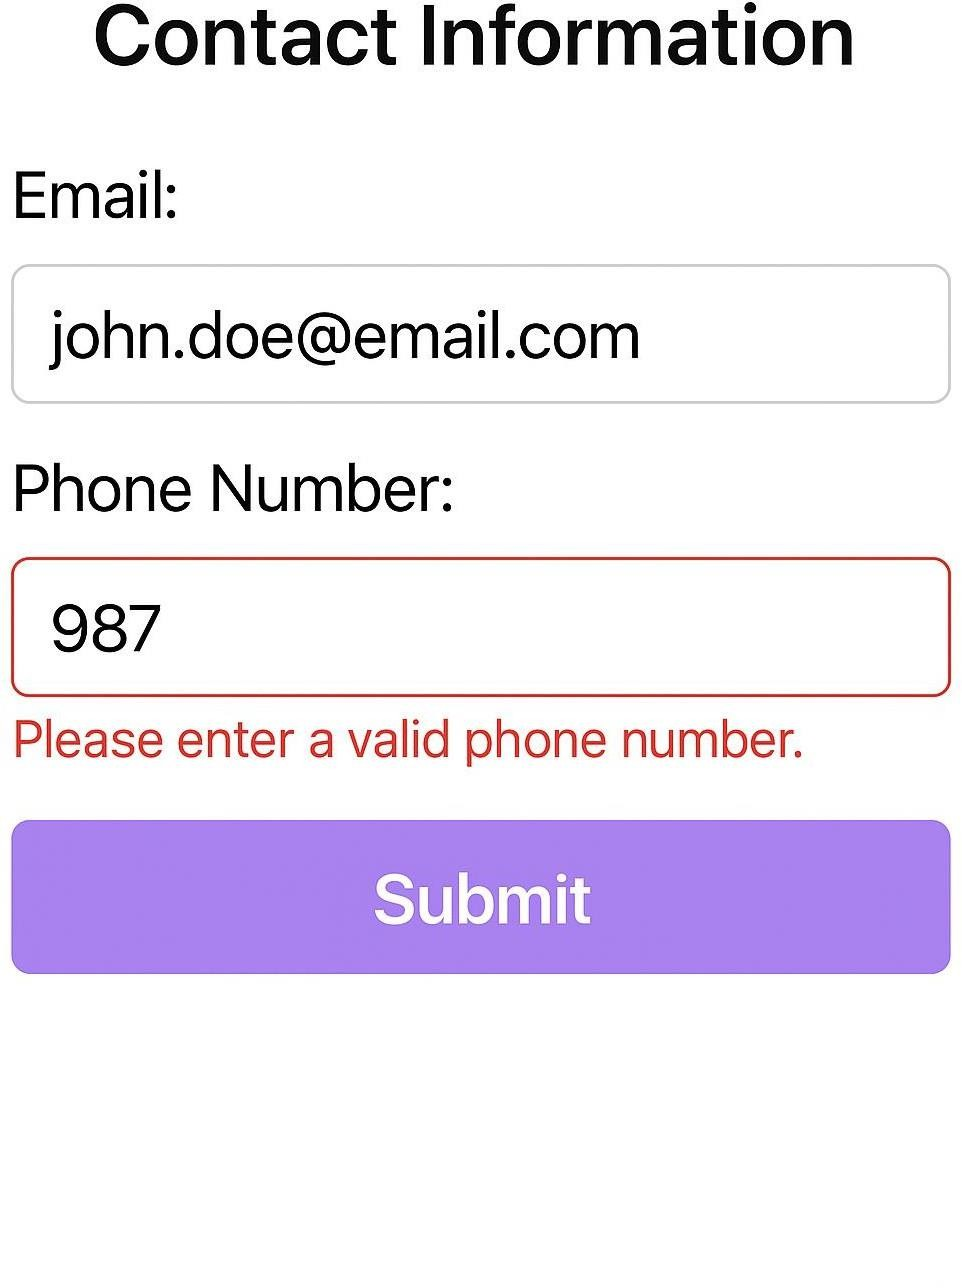 Contact Information
Email:
john.doe@email.com
Phone Number:
987
Please enter a valid phone number.
Submit